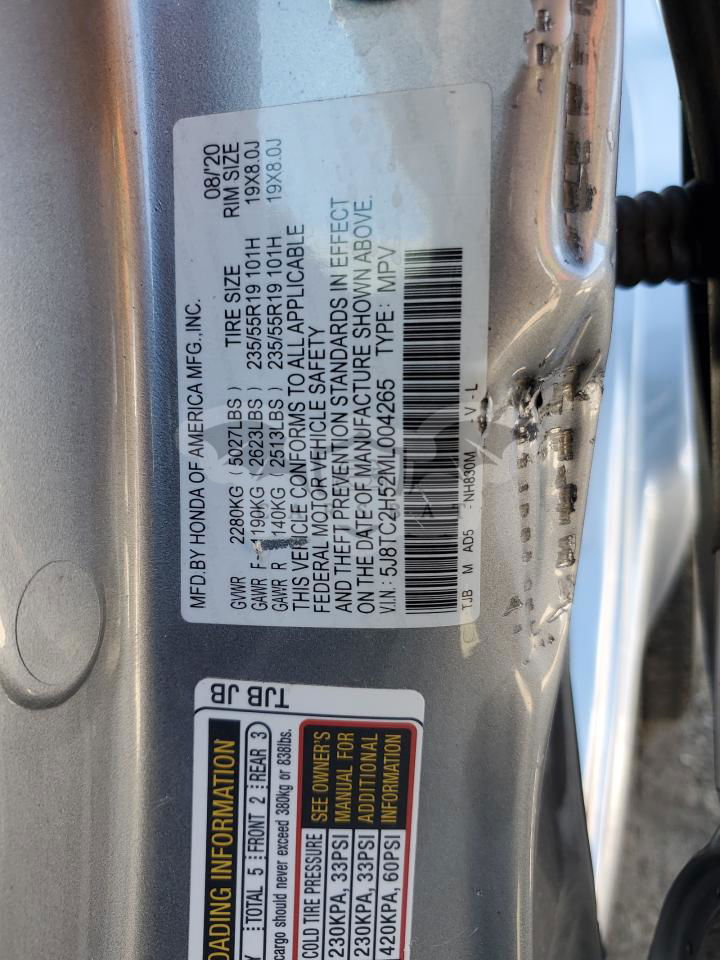 MFD.BY HONDA OF AMERICA MFG.,INC. 08/'20
GVWR 2280KG ( 5027LBS ) TIRE SIZE RIM SIZE
GAWR F 1190KG ( 2623LBS ) 235/55R19 101H 19X8.0J
GAWR R 1140KG ( 2513LBS ) 235/55R19 101H 19X8.0J
THIS VEHICLE CONFORMS TO ALL APPLICABLE
FEDERAL MOTOR VEHICLE SAFETY
AND THEFT PREVENTION STANDARDS IN EFFECT
ON THE DATE OF MANUFACTURE SHOWN ABOVE.
V.I.N.: 5J8TC2H52ML004265 TYPE: MPV
TJB M AD5 -NH830M -V-L
TJB JB
OADING INFORMATION
Y TOTAL 5 FRONT 2 REAR 3
cargo should never exceed 380kg or 838lbs.
COLD TIRE PRESSURE SEE OWNER'S
230KPA, 33PSI MANUAL FOR
230KPA, 33PSI ADDITIONAL
420KPA, 60PSI INFORMATION